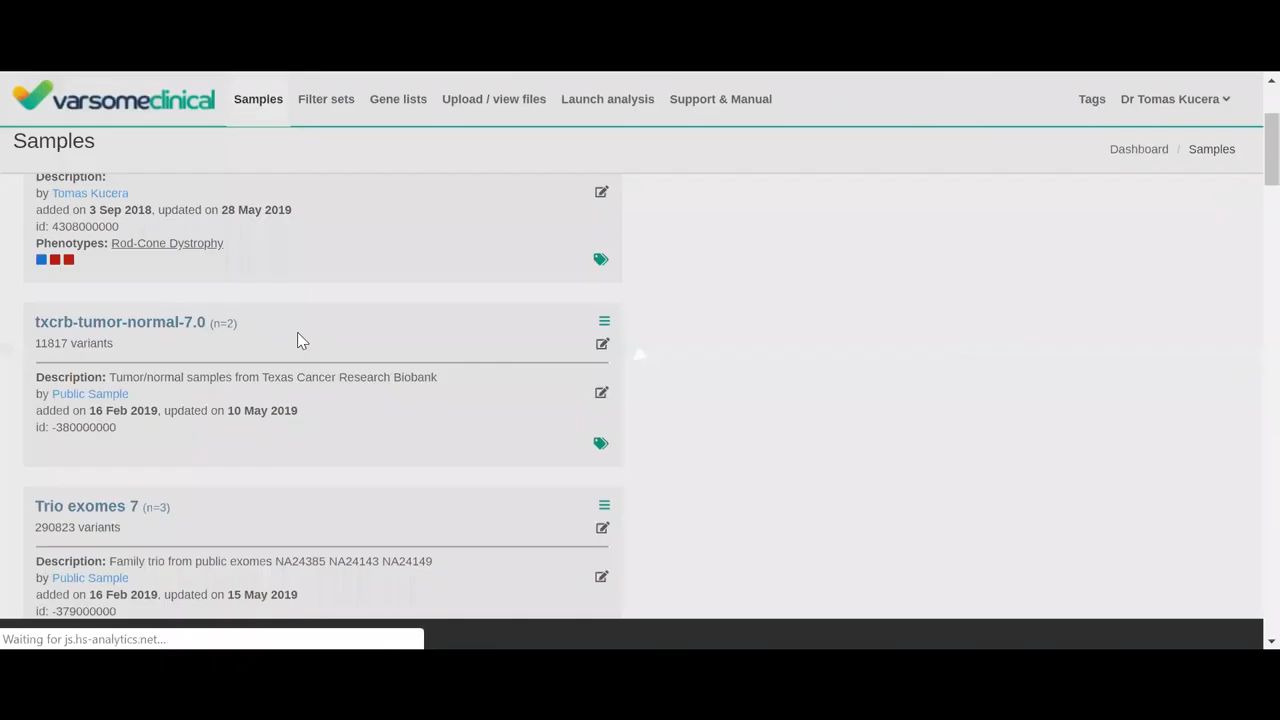 varsomeclinical Samples Filter sets Gene lists Upload / view files Launch analysis Support & Manual Tags Dr Tomas Kucera
Samples
Dashboard / Samples
Description:
by Tomas Kucera
added on 3 Sep 2018, updated on 28 May 2019
id: 4308000000
Phenotypes: Rod-Cone Dystrophy
txcrb-tumor-normal-7.0 (n=2)
11817 variants
Description: Tumor/normal samples from Texas Cancer Research Biobank
by Public Sample
added on 16 Feb 2019, updated on 10 May 2019
id: -380000000
Trio exomes 7 (n=3)
290823 variants
Description: Family trio from public exomes NA24385 NA24143 NA24149
by Public Sample
added on 16 Feb 2019, updated on 15 May 2019
id: -379000000
Waiting for js.hs-analytics.net...